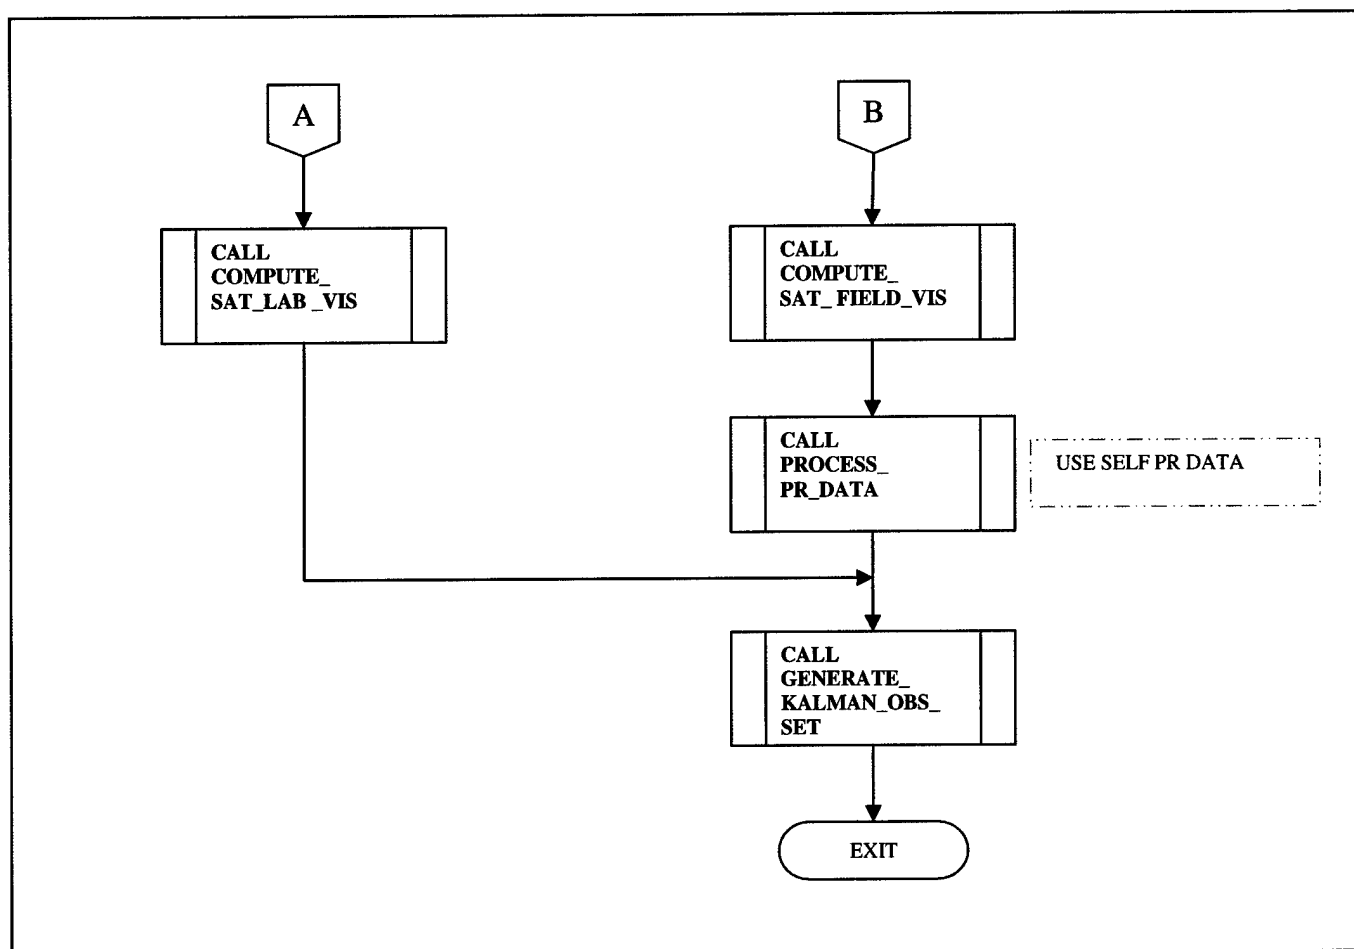 A
B
CALL
COMPUTE_
SAT_LAB _VIS
CALL
COMPUTE_
SAT_ FIELD_VIS
CALL
PROCESS_
PR_DATA
USE SELF PR DATA
CALL
GENERATE_
KALMAN_OBS_
SET
EXIT